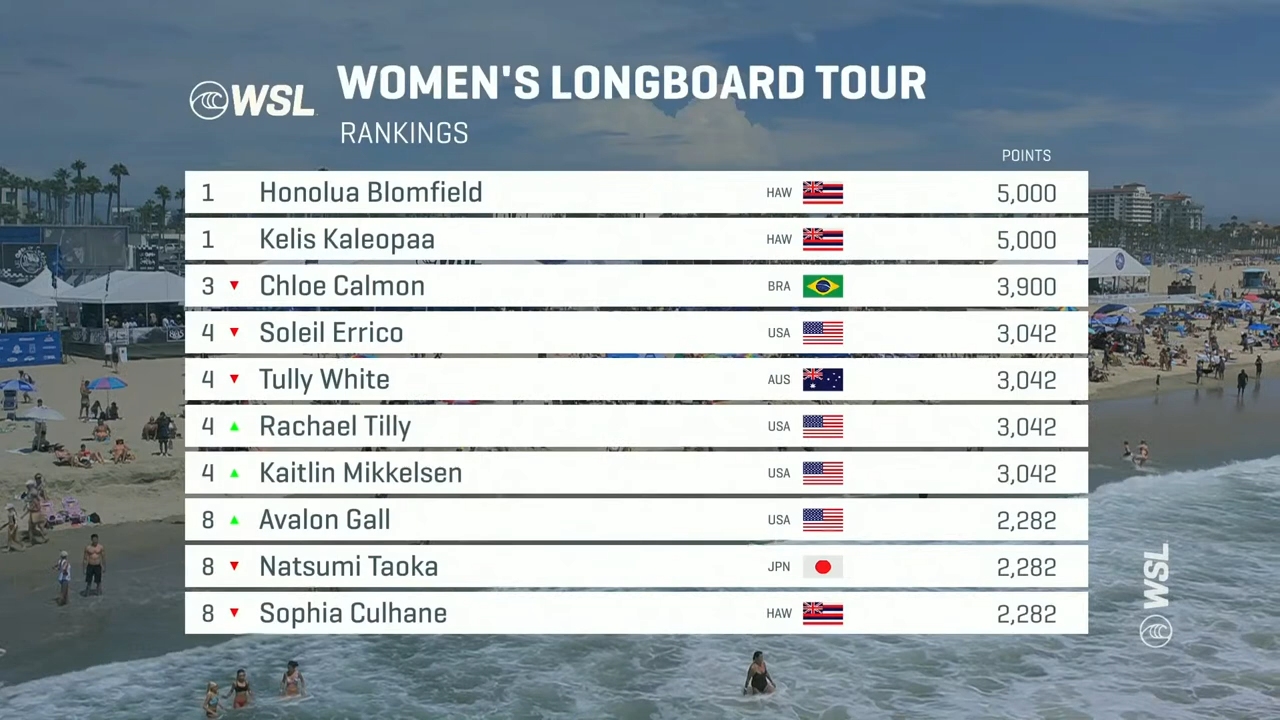 WSL
WOMEN'S LONGBOARD TOUR
RANKINGS
POINTS
1 Honolua Blomfield HAW 5,000
1 Kelis Kaleopaa HAW 5,000
3 Chloe Calmon BRA 3,900
4 Soleil Errico USA 3,042
4 Tully White AUS 3,042
4 Rachael Tilly USA 3,042
4 Kaitlin Mikkelsen USA 3,042
8 Avalon Gall USA 2,282
8 Natsumi Taoka JPN 2,282
8 Sophia Culhane HAW 2,282
WSL